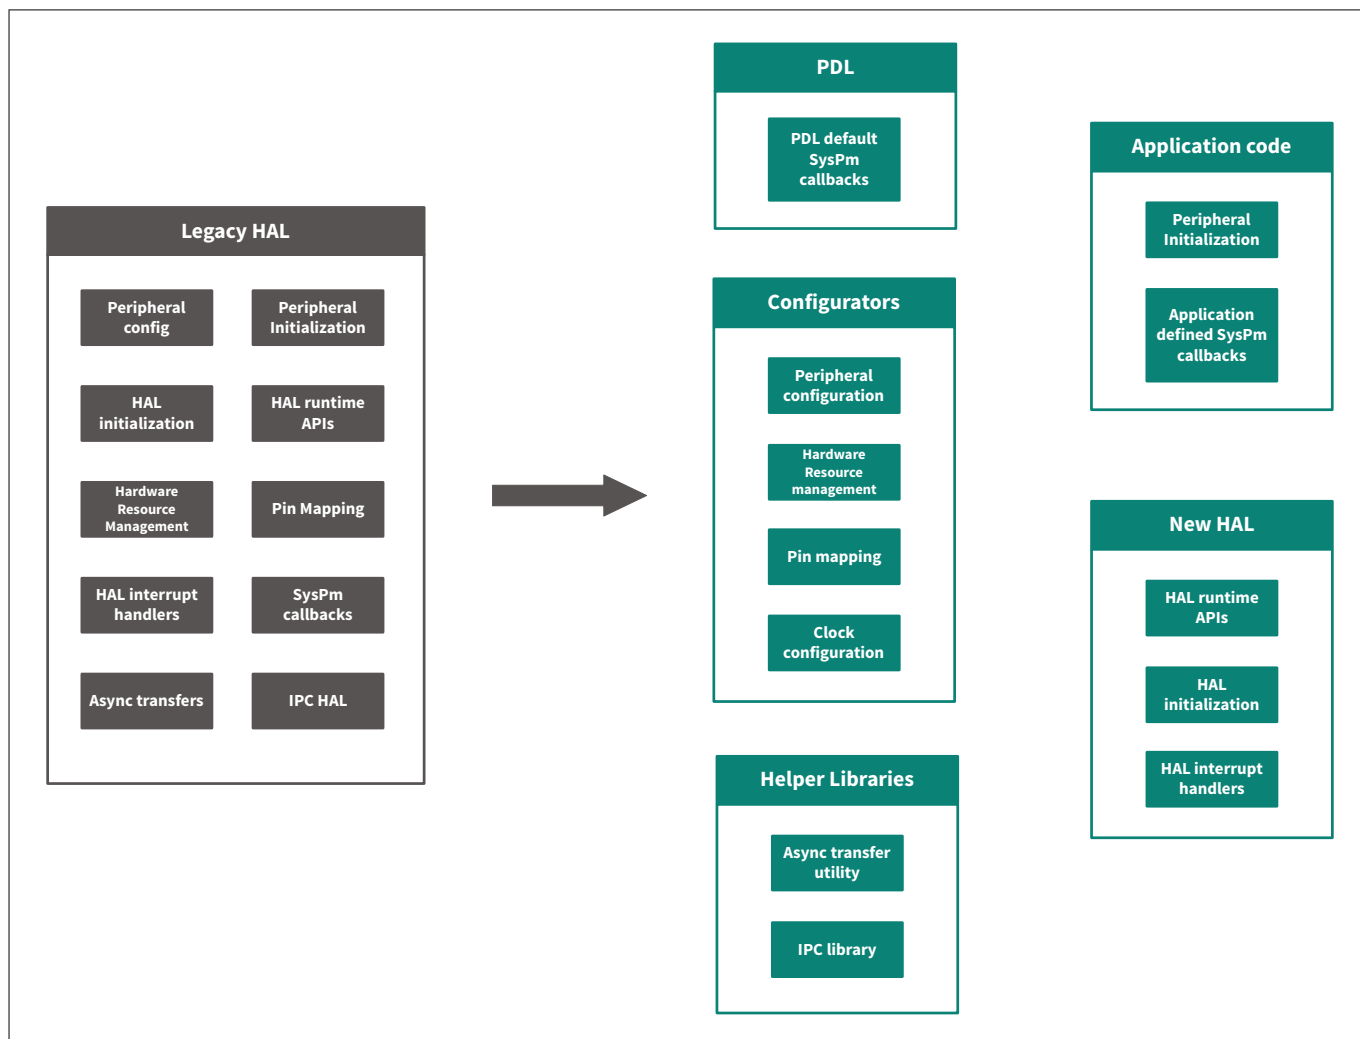 Legacy HAL
Peripheral
config
Peripheral
Initialization
HAL
initialization
HAL runtime
APIs
Hardware
Resource
Management
Pin Mapping
HAL interrupt
handlers
SysPm
callbacks
Async transfers
IPC HAL
PDL
PDL default
SysPm
callbacks
Configurators
Peripheral
configuration
Hardware
Resource
management
Pin mapping
Clock
configuration
Helper Libraries
Async transfer
utility
IPC library
Application code
Peripheral
Initialization
Application
defined SysPm
callbacks
New HAL
HAL runtime
APIs
HAL
initialization
HAL interrupt
handlers